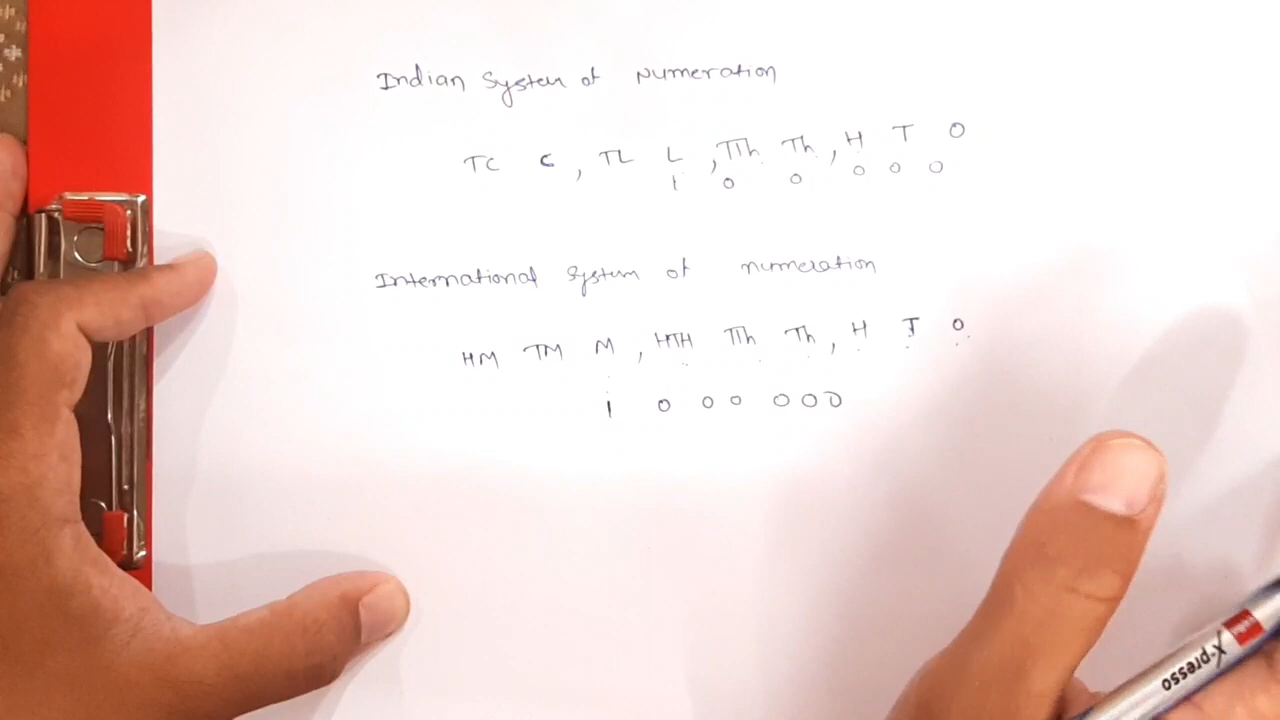 Indian System of Numeration
TC C , TL L , TTh Th , H T O
1 0 0 0 0 0
International System of numeration
HM TM M , HTH TTh Th , H T O
1 0 0 0 0 0 0
X-presso